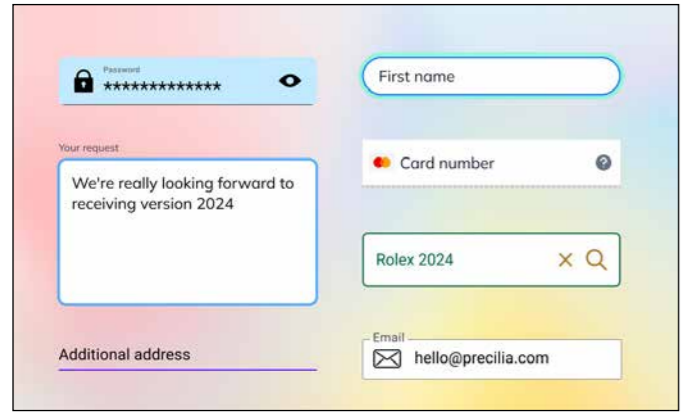 Password
*************
Your request
We're really looking forward to
receiving version 2024
Additional address
First name
Card number
?
Rolex 2024
Email
hello@precilia.com